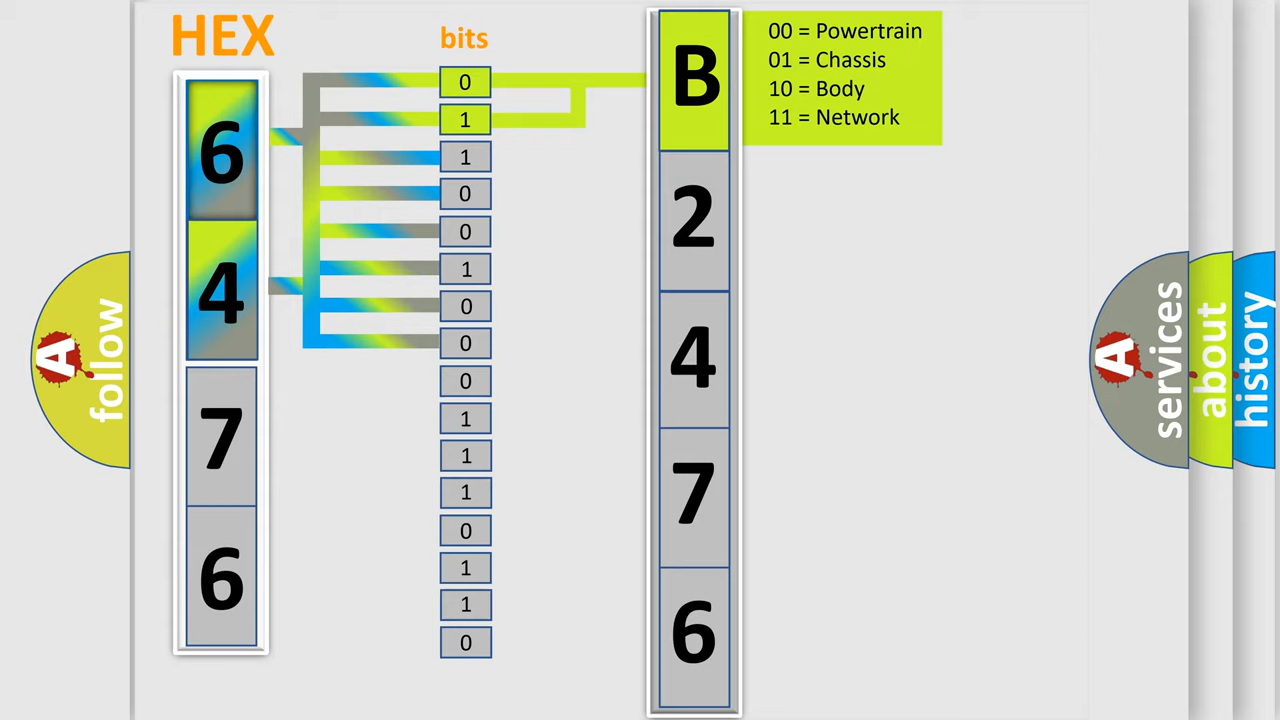 HEX
bits
6
4
7
6
0
1
1
0
0
1
0
0
0
1
1
1
0
1
1
0
B
2
4
7
6
00 = Powertrain
01 = Chassis
10 = Body
11 = Network
A
follow
A
services
about
history